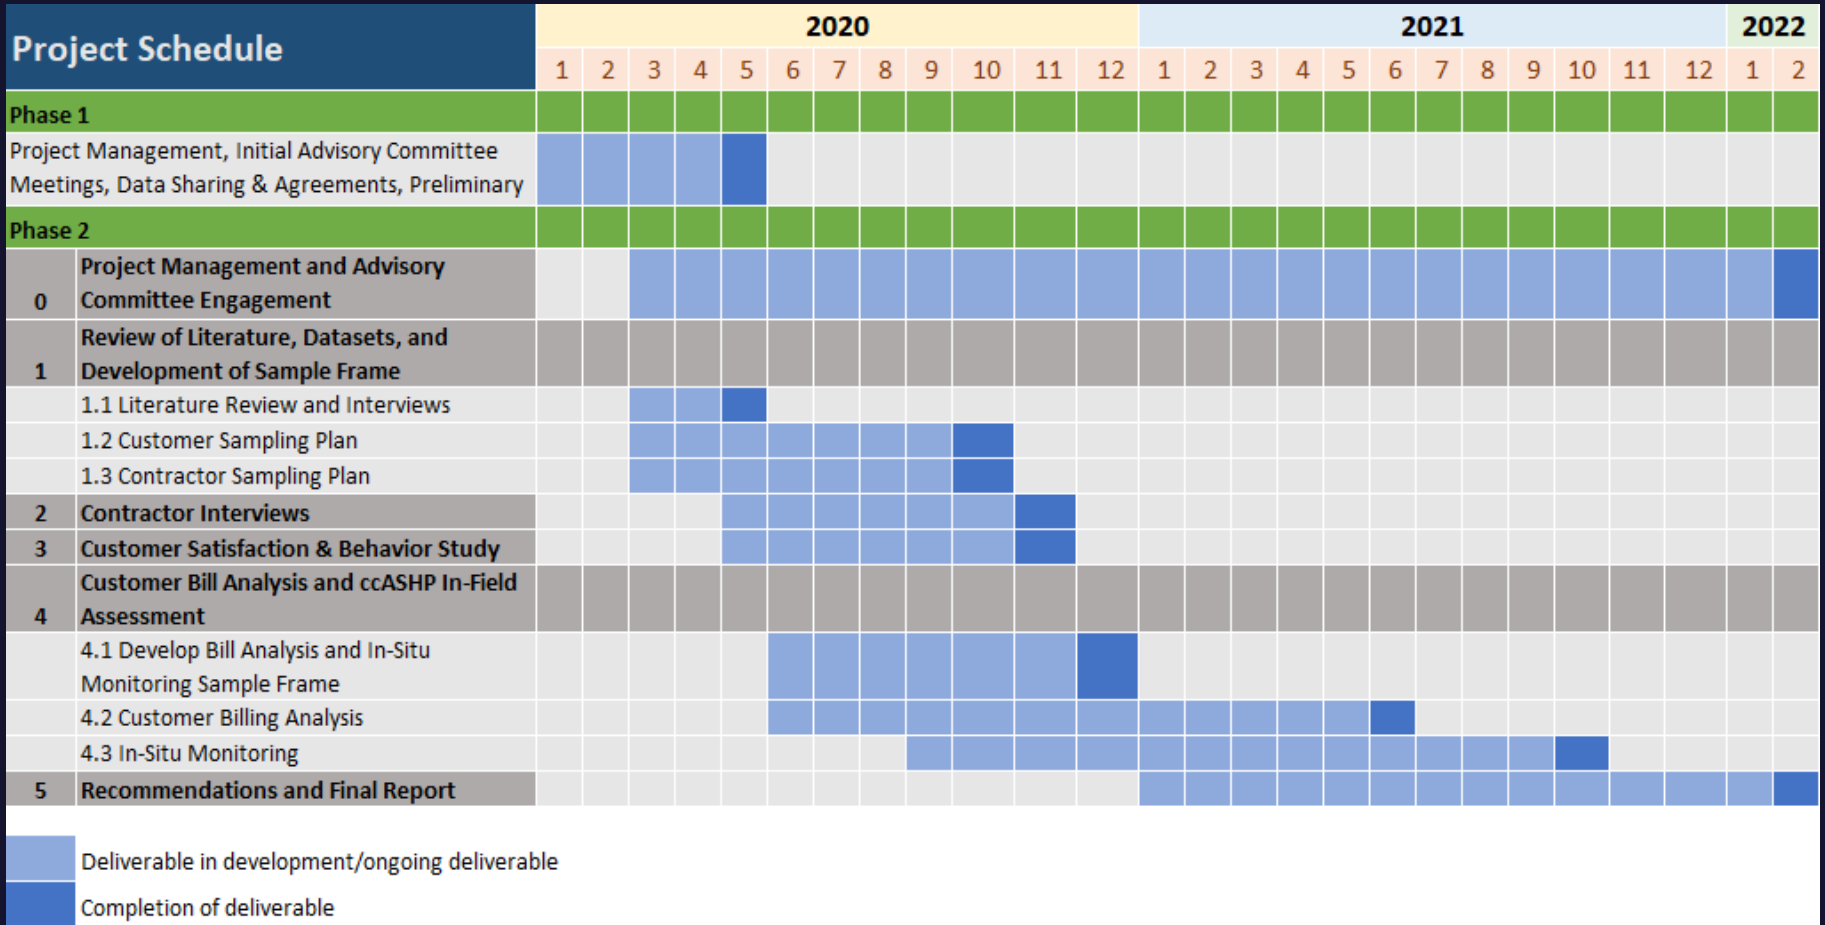 Project Schedule
2020 2021 2022
1 2 3 4 5 6 7 8 9 10 11 12 1 2 3 4 5 6 7 8 9 10 11 12 1 2
Phase 1
Project Management, Initial Advisory Committee
Meetings, Data Sharing & Agreements, Preliminary
Phase 2
Project Management and Advisory
0 Committee Engagement
Review of Literature, Datasets, and
1 Development of Sample Frame
1.1 Literature Review and Interviews
1.2 Customer Sampling Plan
1.3 Contractor Sampling Plan
2 Contractor Interviews
3 Customer Satisfaction & Behavior Study
Customer Bill Analysis and ccASHP In-Field
4 Assessment
4.1 Develop Bill Analysis and In-Situ
Monitoring Sample Frame
4.2 Customer Billing Analysis
4.3 In-Situ Monitoring
5 Recommendations and Final Report
Deliverable in development/ongoing deliverable
Completion of deliverable